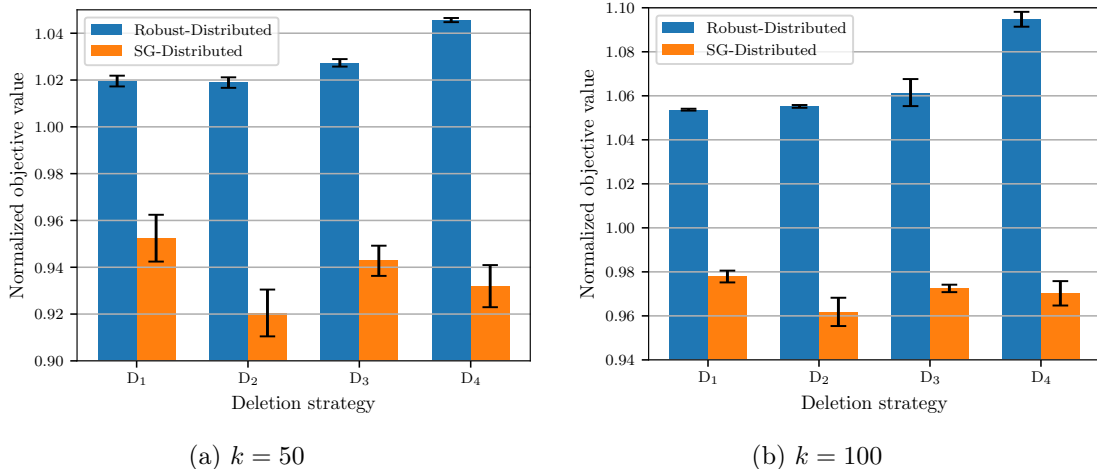 1.04
1.02
1.00
0.98
0.96
0.94
0.92
0.90
Normalized objective value
Robust-Distributed
SG-Distributed
D₁ D₂ D₃ D₄
Deletion strategy
(a) k = 50
1.10
1.08
1.06
1.04
1.02
1.00
0.98
0.96
0.94
Normalized objective value
Robust-Distributed
SG-Distributed
D₁ D₂ D₃ D₄
Deletion strategy
(b) k = 100